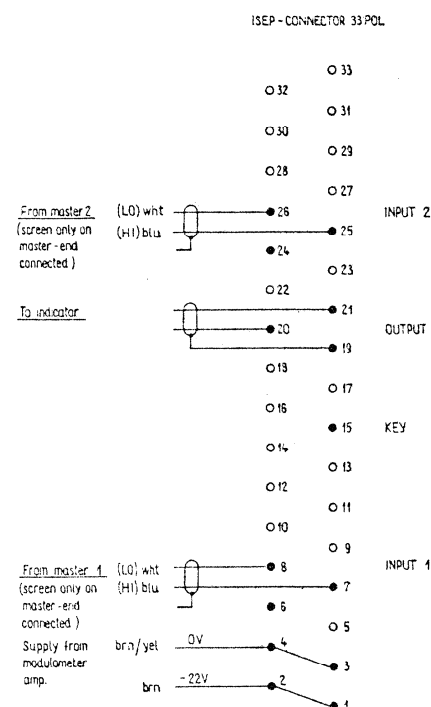 ISEP - CONNECTOR 33 POL
33
32
31
30
29
28
27
From master 2 (LO) wht 26 INPUT 2
(screen only on (HI) blu 25
master - end 24
connected )
23
22
To indicator 21
20 OUTPUT
19
18
17
16
15 KEY
14
13
12
11
10
9
From master 1 (LO) wht 8 INPUT 1
(screen only on (HI) blu 7
master - end 6
connected )
5
Supply from brn/yel 0V 4
modulometer 3
amp. brn - 22V 2
1